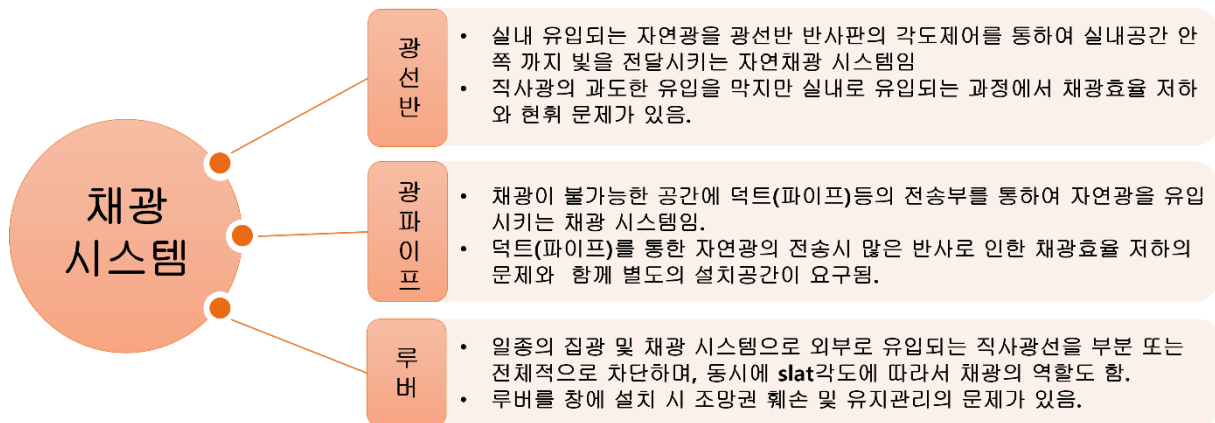 채광
시스템
광
선
반
• 실내 유입되는 자연광을 광선반 반사판의 각도제어를 통하여 실내공간 안
쪽 까지 빛을 전달시키는 자연채광 시스템임
• 직사광의 과도한 유입을 막지만 실내로 유입되는 과정에서 채광효율 저하
와 현휘 문제가 있음.
광
파
이
프
• 채광이 불가능한 공간에 덕트(파이프)등의 전송부를 통하여 자연광을 유입
시키는 채광 시스템임.
• 덕트(파이프)를 통한 자연광의 전송시 많은 반사로 인한 채광효율 저하의
문제와 함께 별도의 설치공간이 요구됨.
루
버
• 일종의 집광 및 채광 시스템으로 외부로 유입되는 직사광선을 부분 또는
전체적으로 차단하며, 동시에 slat각도에 따라서 채광의 역할도 함.
• 루버를 창에 설치 시 조망권 훼손 및 유지관리의 문제가 있음.